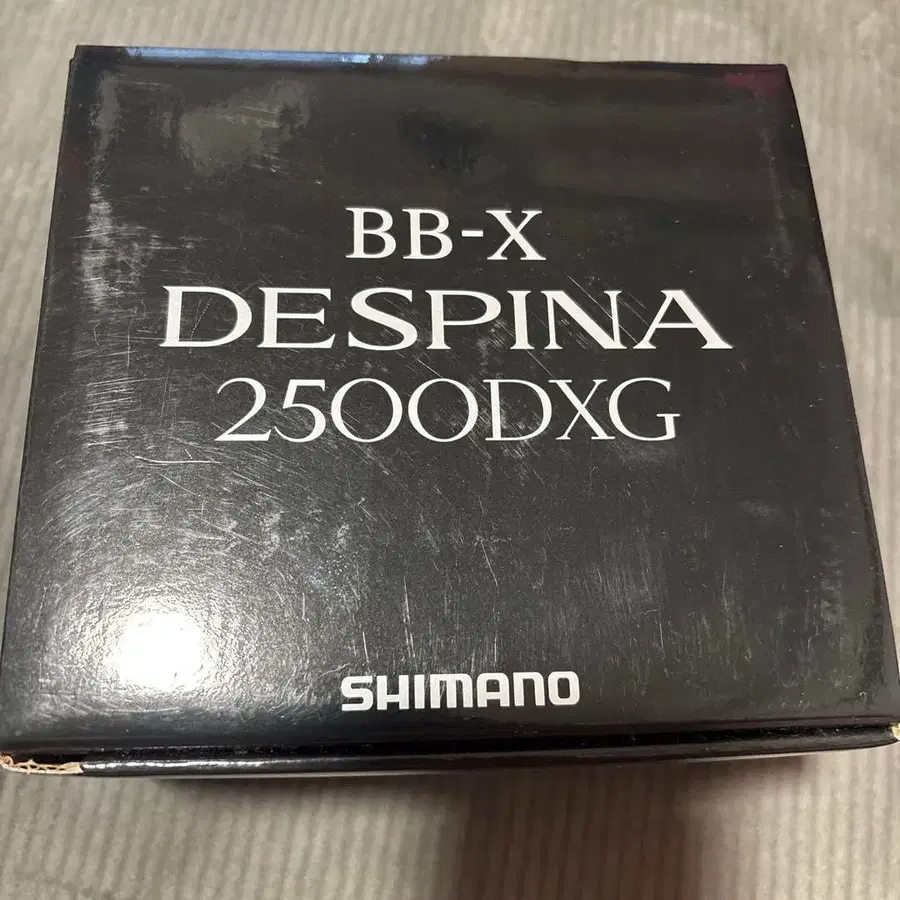 BB-X
DESPINA
2500DXG
SHIMANO